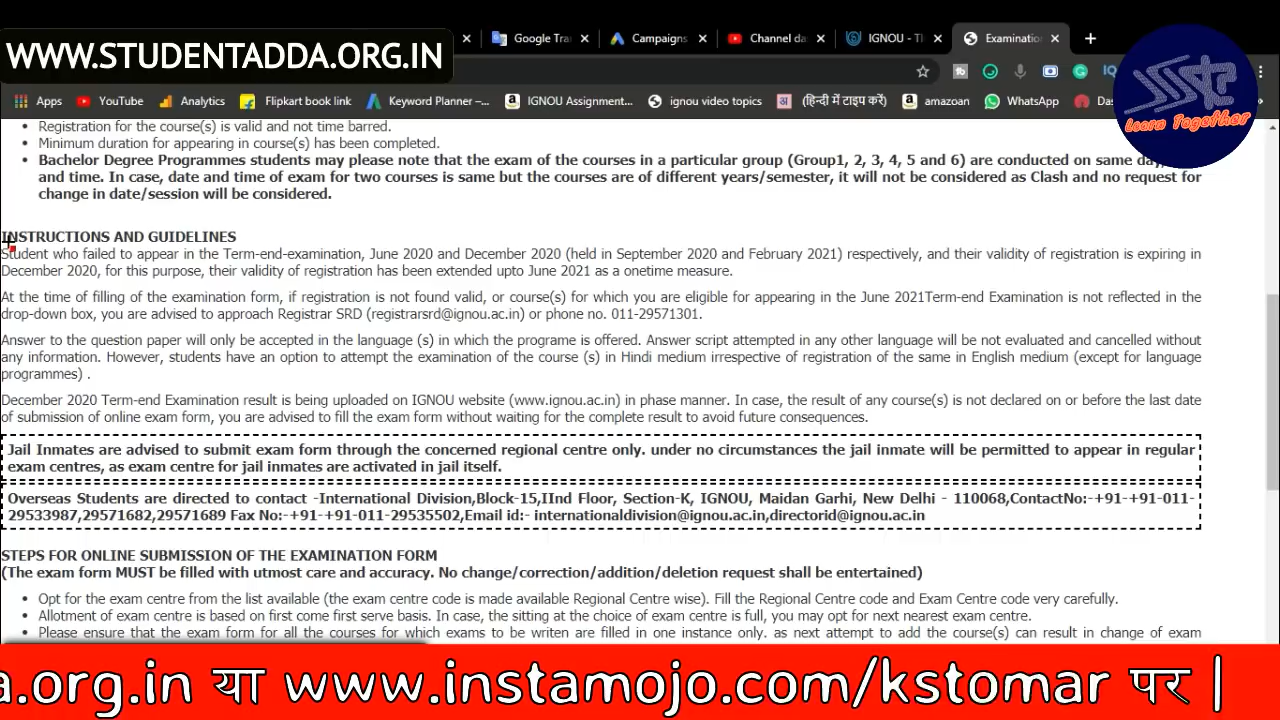 WWW.STUDENTADDA.ORG.IN
Google Tra
Campaigns
Channel da
IGNOU - T
Examinatio
Apps
YouTube
Analytics
Flipkart book link
Keyword Planner –...
IGNOU Assignment...
ignou video topics
(हिन्दी में टाइप करें)
amazoan
WhatsApp
Das
Learn Together
Registration for the course(s) is valid and not time barred.
Minimum duration for appearing in course(s) has been completed.
Bachelor Degree Programmes students may please note that the exam of the courses in a particular group (Group1, 2, 3, 4, 5 and 6) are conducted on same day,
and time. In case, date and time of exam for two courses is same but the courses are of different years/semester, it will not be considered as Clash and no request for
change in date/session will be considered.
INSTRUCTIONS AND GUIDELINES
Student who failed to appear in the Term-end-examination, June 2020 and December 2020 (held in September 2020 and February 2021) respectively, and their validity of registration is expiring in
December 2020, for this purpose, their validity of registration has been extended upto June 2021 as a onetime measure.
At the time of filling of the examination form, if registration is not found valid, or course(s) for which you are eligible for appearing in the June 2021Term-end Examination is not reflected in the
drop-down box, you are advised to approach Registrar SRD (registrarsrd@ignou.ac.in) or phone no. 011-29571301.
Answer to the question paper will only be accepted in the language (s) in which the programe is offered. Answer script attempted in any other language will be not evaluated and cancelled without
any information. However, students have an option to attempt the examination of the course (s) in Hindi medium irrespective of registration of the same in English medium (except for language
programmes) .
December 2020 Term-end Examination result is being uploaded on IGNOU website (www.ignou.ac.in) in phase manner. In case, the result of any course(s) is not declared on or before the last date
of submission of online exam form, you are advised to fill the exam form without waiting for the complete result to avoid future consequences.
Jail Inmates are advised to submit exam form through the concerned regional centre only. under no circumstances the jail inmate will be permitted to appear in regular
exam centres, as exam centre for jail inmates are activated in jail itself.
Overseas Students are directed to contact -International Division,Block-15,IInd Floor, Section-K, IGNOU, Maidan Garhi, New Delhi - 110068,ContactNo:-+91-+91-011-
29533987,29571682,29571689 Fax No:-+91-+91-011-29535502,Email id:- internationaldivision@ignou.ac.in,directorid@ignou.ac.in
STEPS FOR ONLINE SUBMISSION OF THE EXAMINATION FORM
(The exam form MUST be filled with utmost care and accuracy. No change/correction/addition/deletion request shall be entertained)
Opt for the exam centre from the list available (the exam centre code is made available Regional Centre wise). Fill the Regional Centre code and Exam Centre code very carefully.
Allotment of exam centre is based on first come first serve basis. In case, the sitting at the choice of exam centre is full, you may opt for next nearest exam centre.
Please ensure that the exam form for all the courses for which exams to be writen are filled in one instance only. as next attempt to add the course(s) can result in change of exam
a.org.in या www.instamojo.com/kstomar पर |